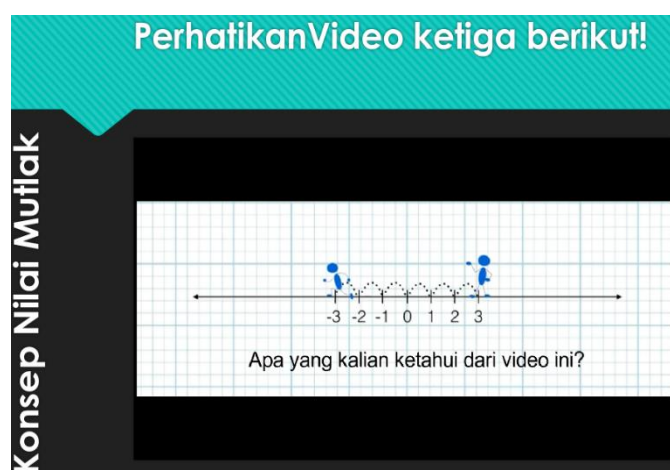 PerhatikanVideo ketiga berikut!
Konsep Nilai Mutlak
-3 -2 -1 0 1 2 3
Apa yang kalian ketahui dari video ini?